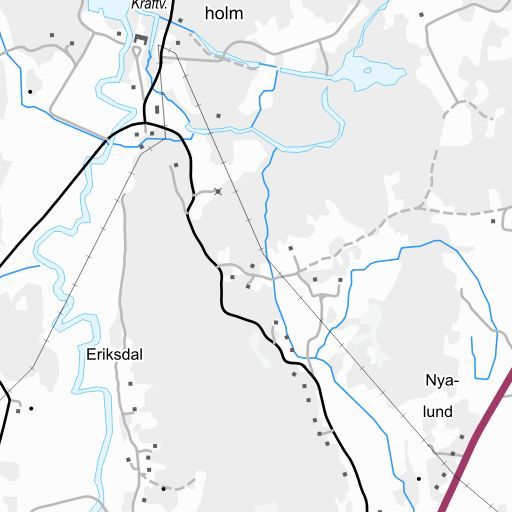 Kraftv.
holm
Eriksdal
Nya-
lund